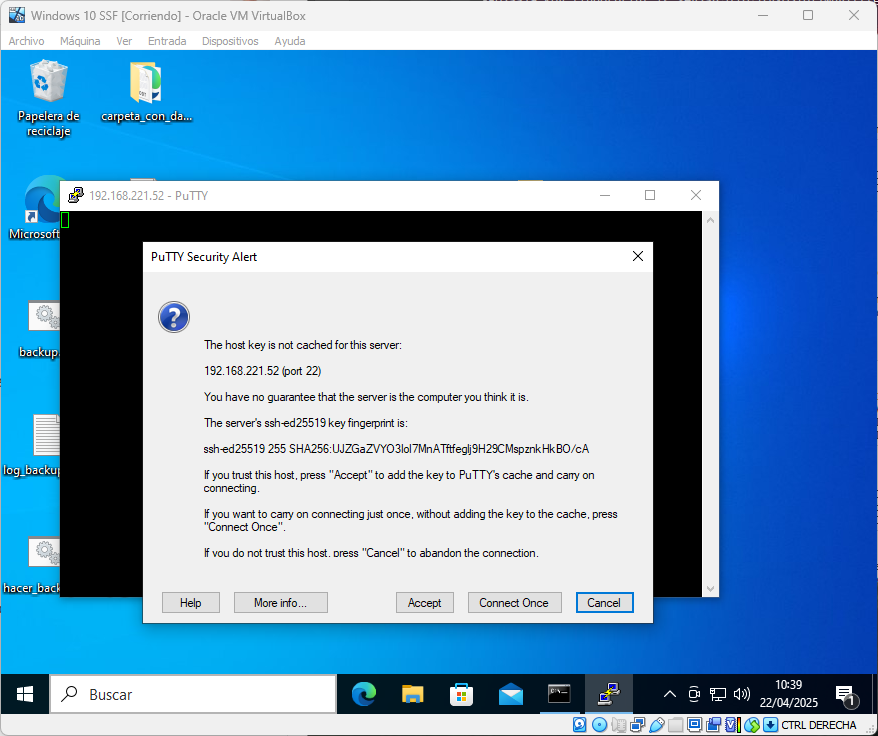 Windows 10 SSF [Corriendo] - Oracle VM VirtualBox
Archivo Máquina Ver Entrada Dispositivos Ayuda
Papelera de
reciclaje
carpeta_con_da...
Microsoft
backup.
log_backup
hacer_back
192.168.221.52 - PuTTY
PuTTY Security Alert
The host key is not cached for this server:
192.168.221.52 (port 22)
You have no guarantee that the server is the computer you think it is.
The server's ssh-ed25519 key fingerprint is:
ssh-ed25519 255 SHA256:UJZGaZVYO3lol7MnATftfeglj9H29CMspznkHkBO/cA
If you trust this host, press "Accept" to add the key to PuTTY's cache and carry on
connecting.
If you want to carry on connecting just once, without adding the key to the cache, press
"Connect Once".
If you do not trust this host, press "Cancel" to abandon the connection.
Help More info... Accept Connect Once Cancel
Buscar
10:39
22/04/2025
1
CTRL DERECHA